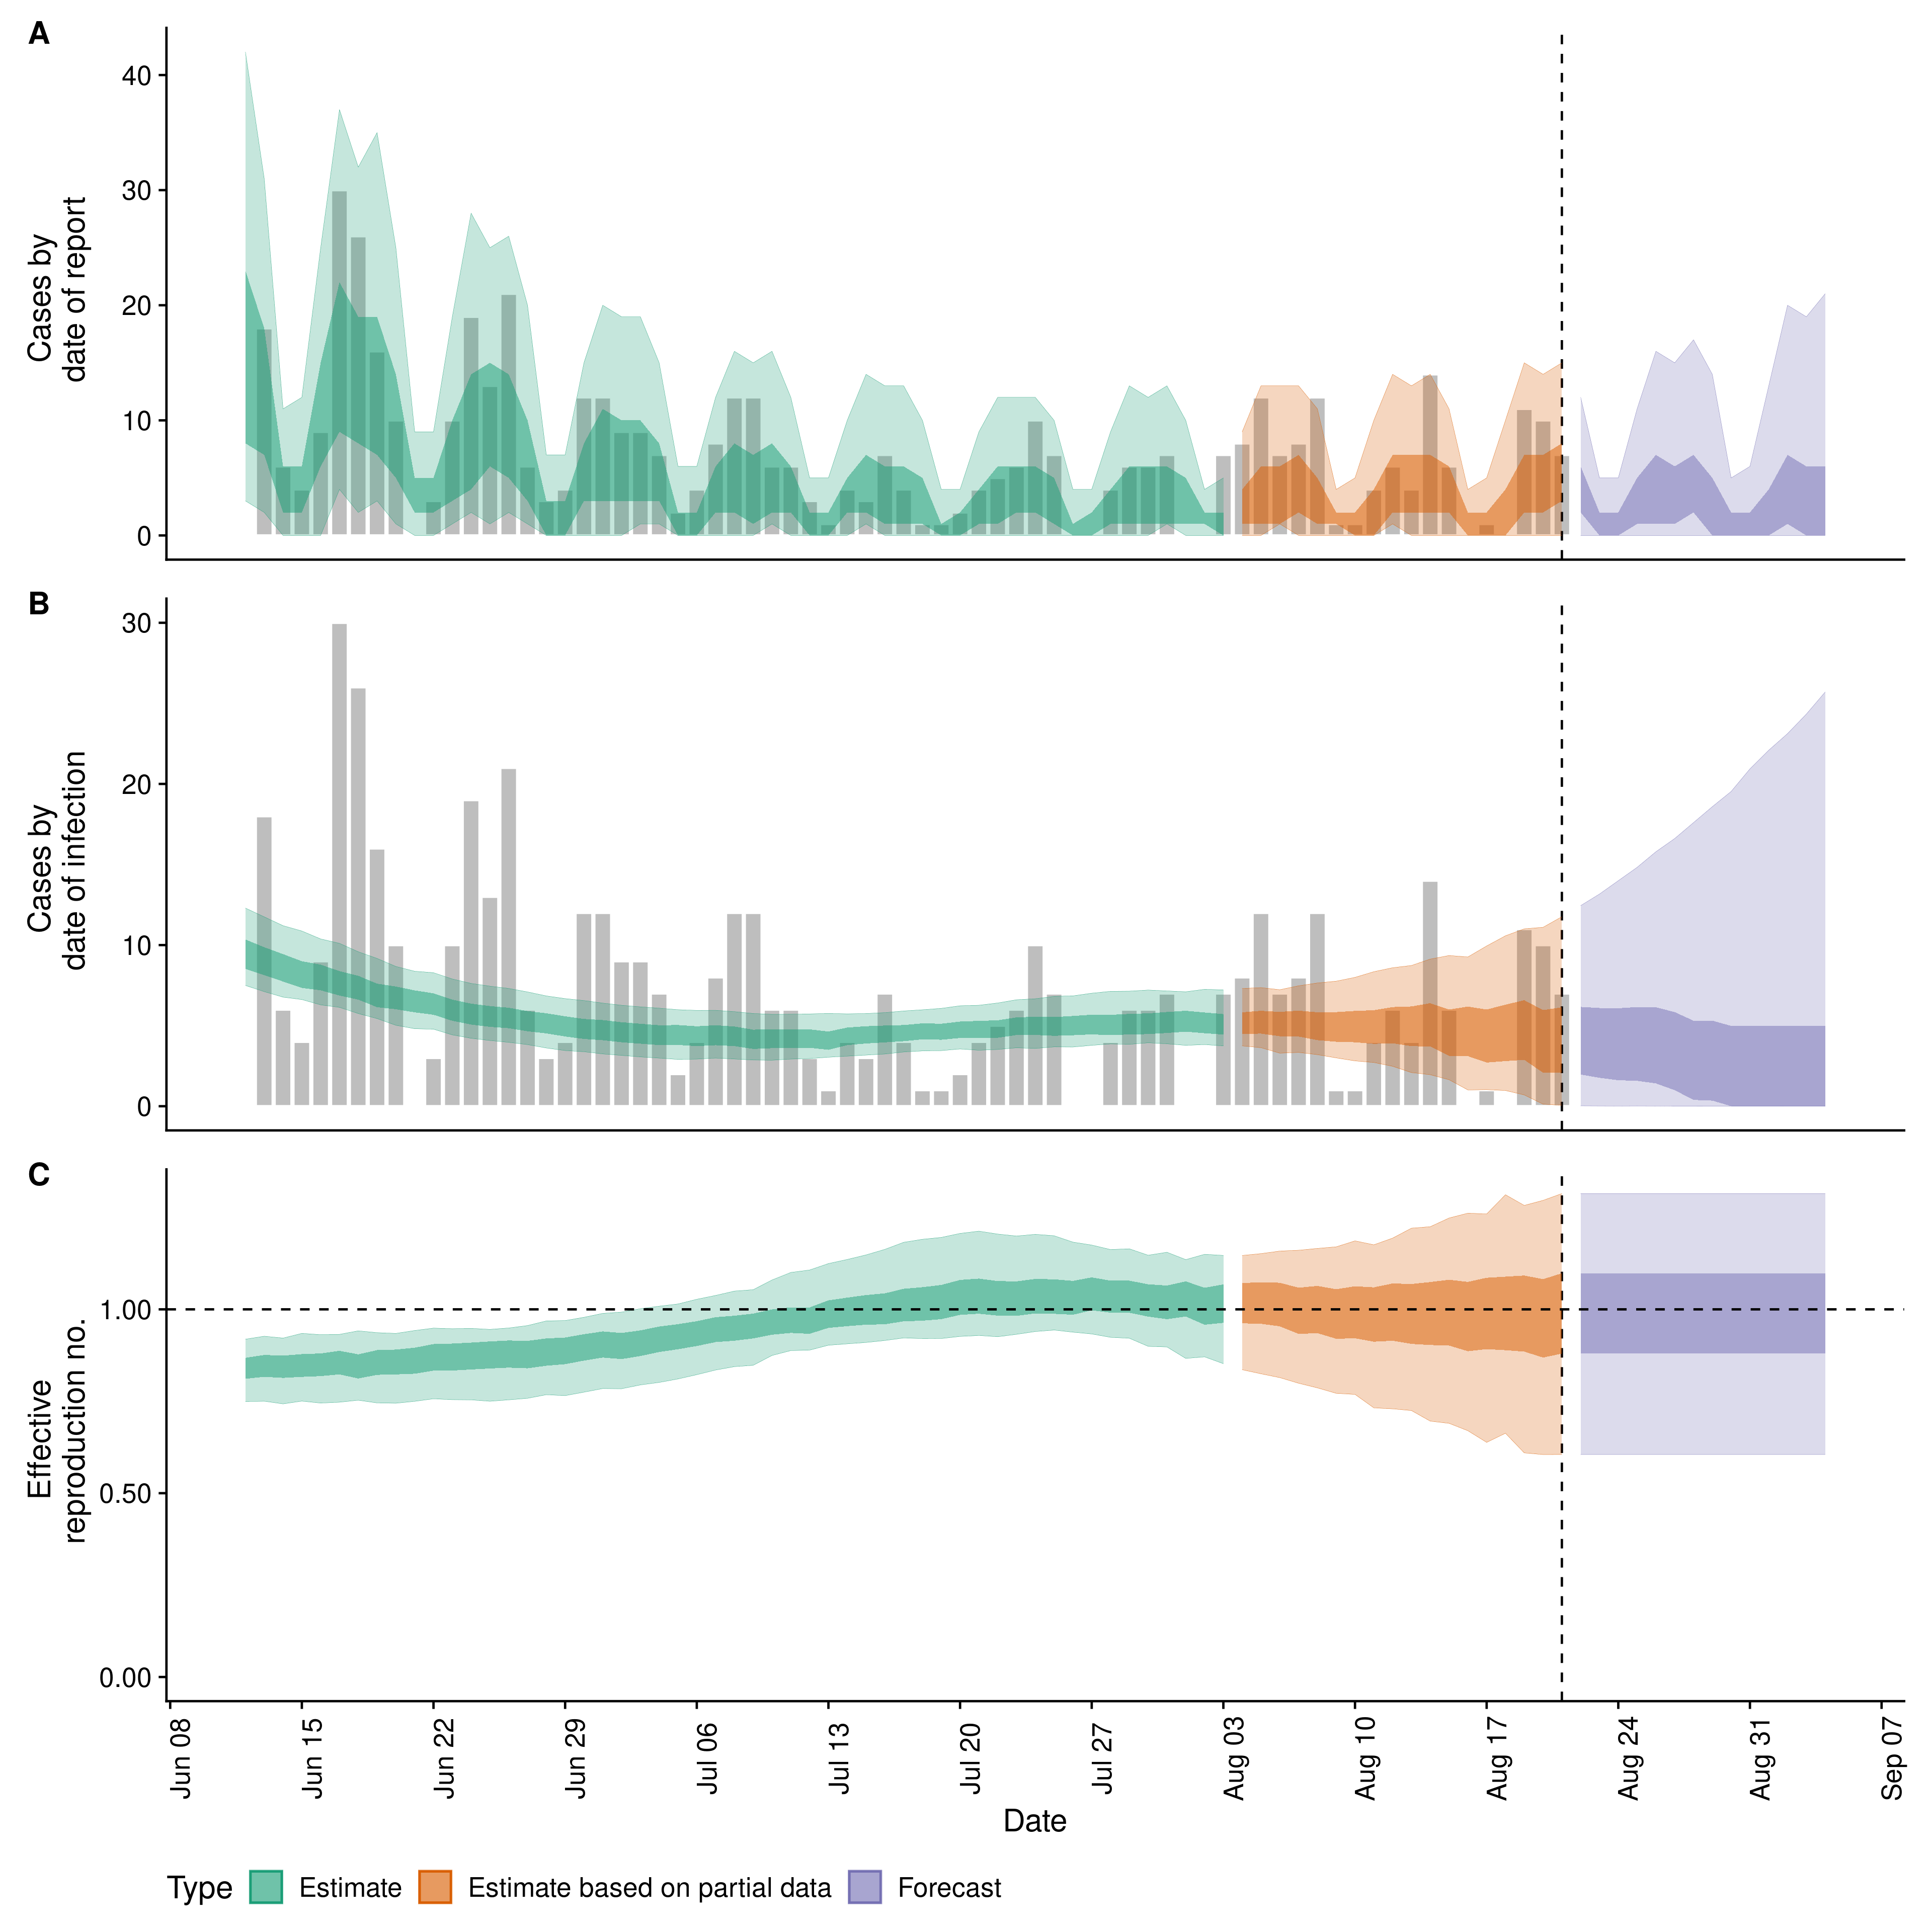 A
Cases by
date of report
40
30
20
10
0
B
Cases by
date of infection
30
20
10
0
C
Effective
reproduction no.
1.00
0.50
0.00
Jun 08
Jun 15
Jun 22
Jun 29
Jul 06
Jul 13
Jul 20
Jul 27
Aug 03
Aug 10
Aug 17
Aug 24
Aug 31
Sep 07
Date
Type Estimate Estimate based on partial data Forecast